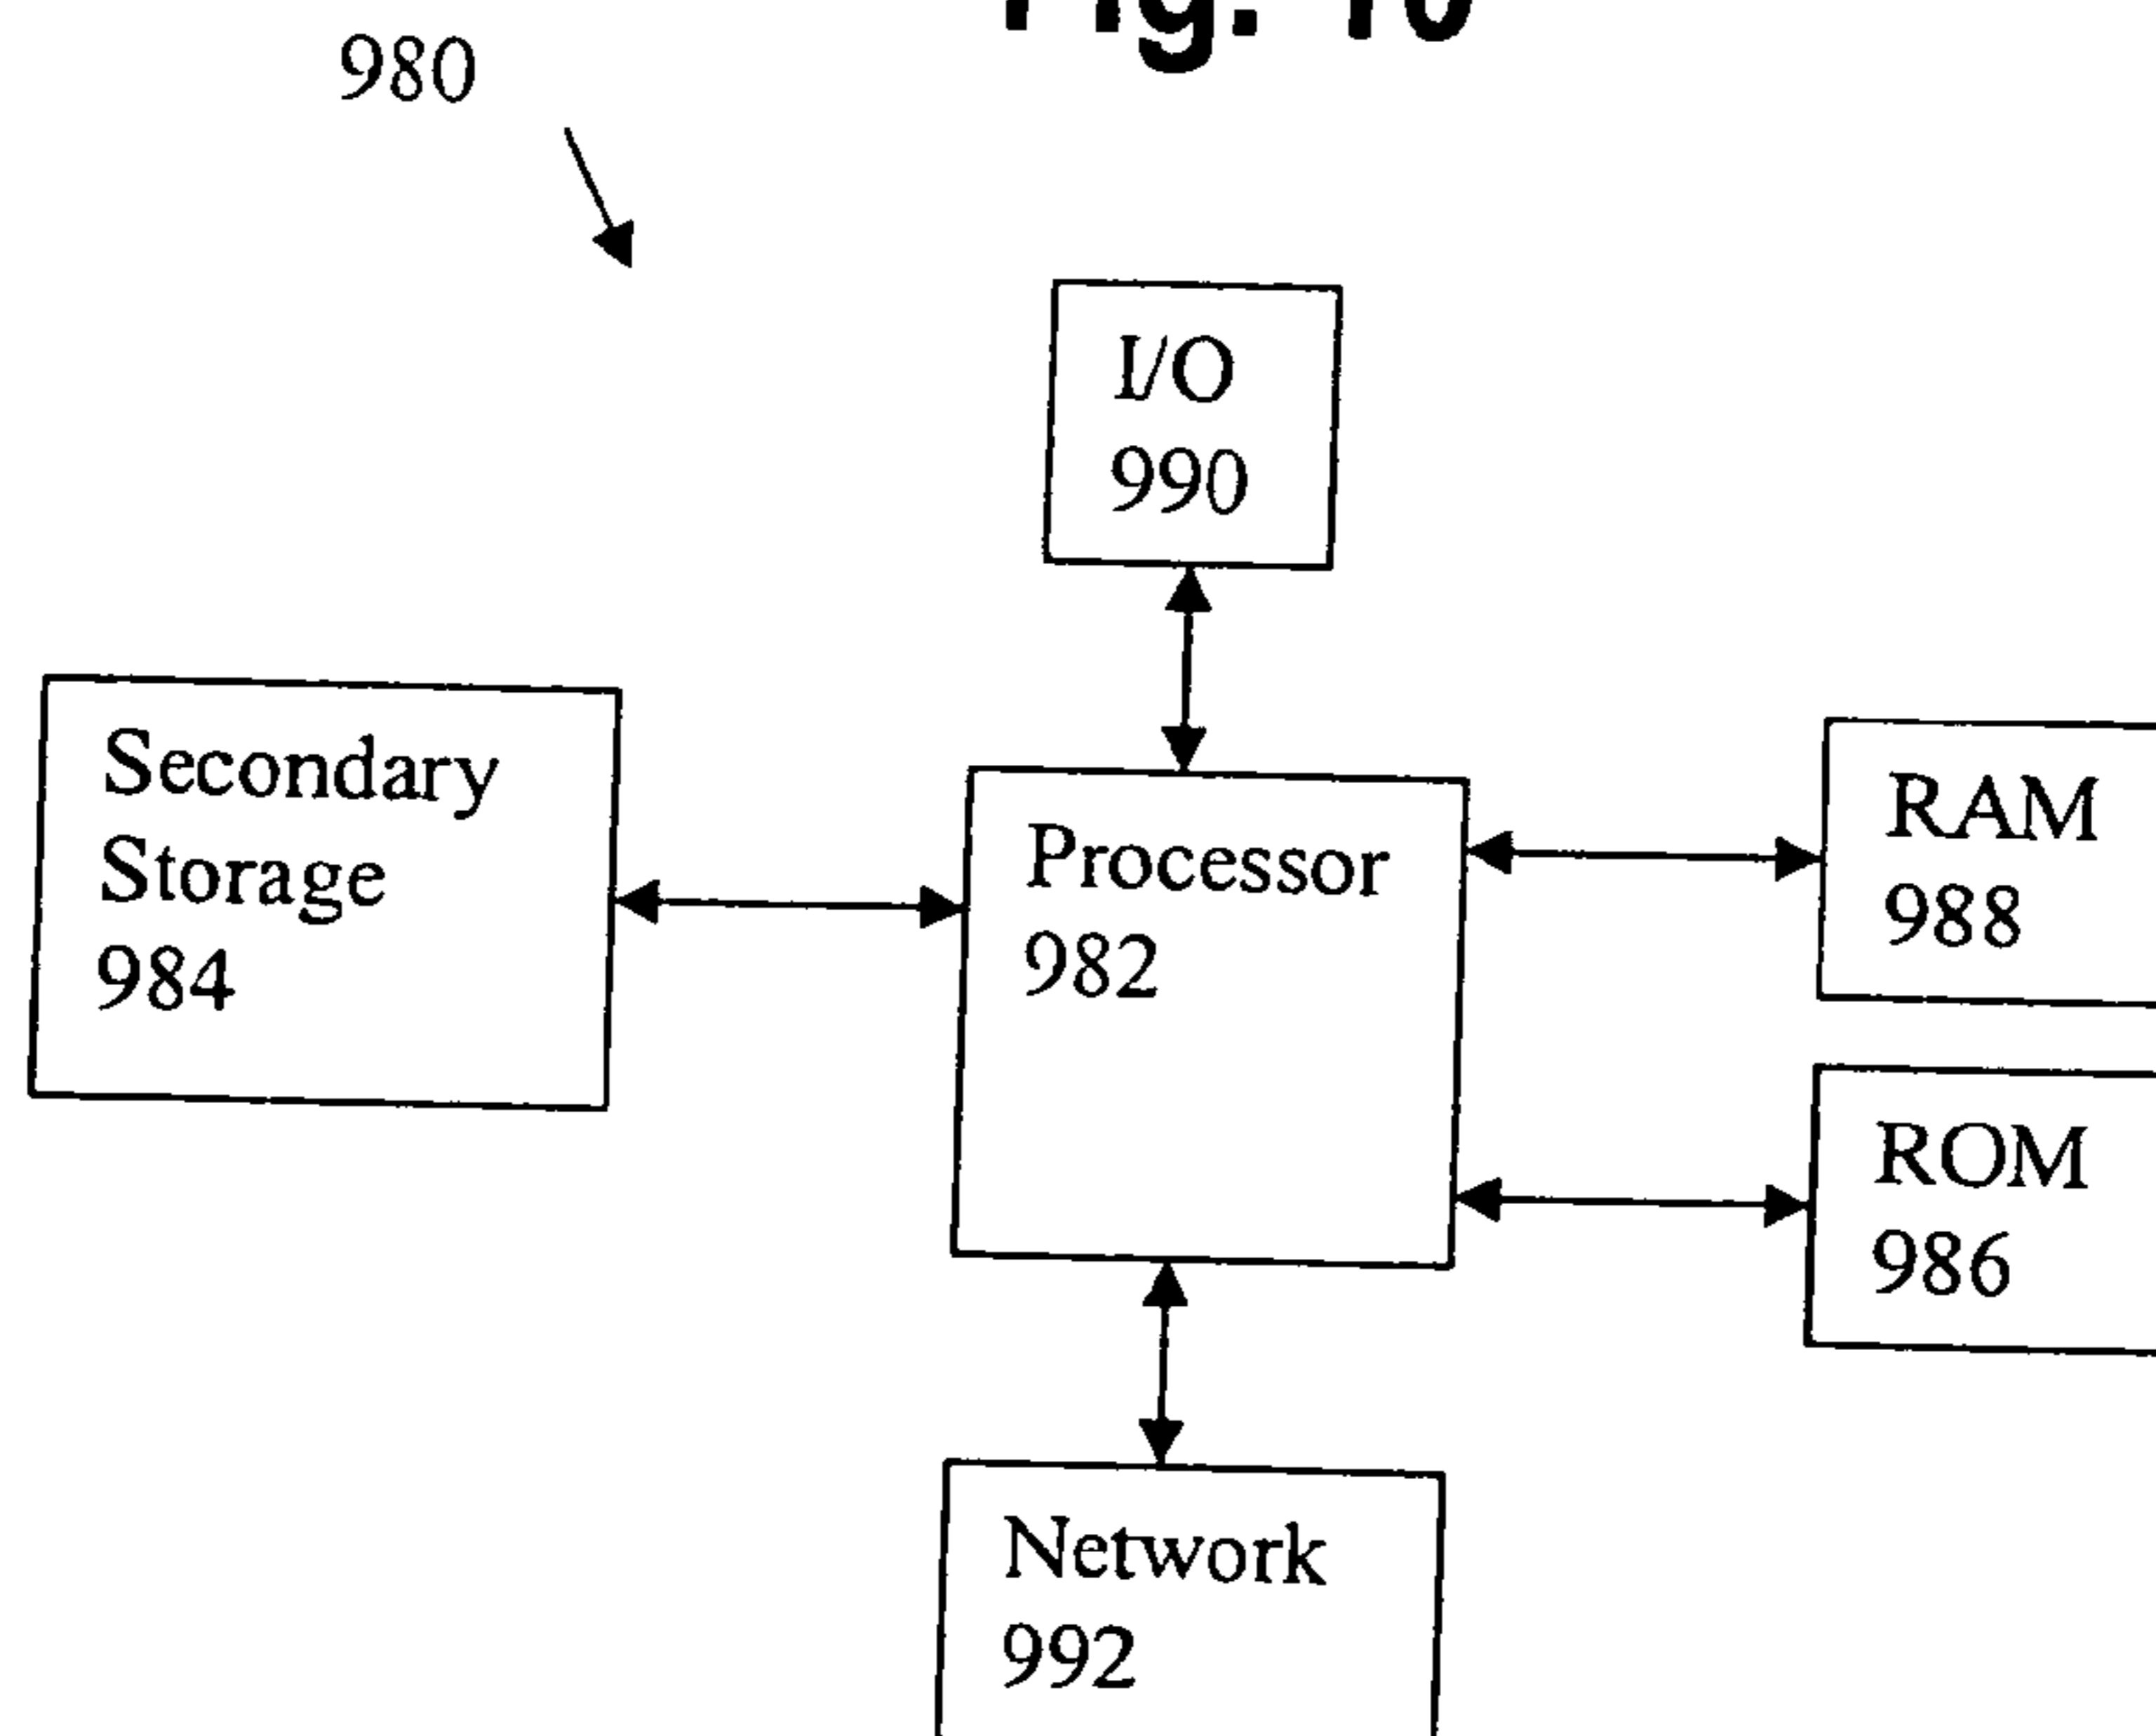 980
I/O
990
Secondary
Storage
984
Processor
982
RAM
988
ROM
986
Network
992